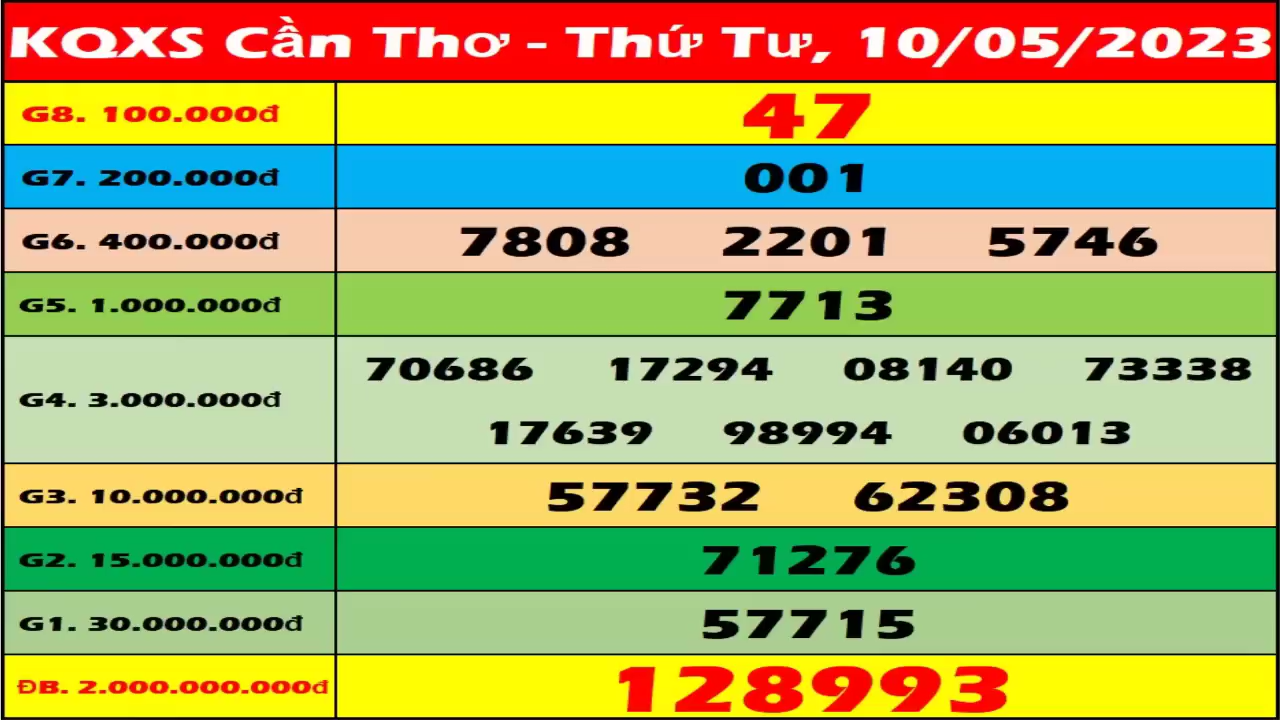 KQXS Cần Thơ - Thứ Tư, 10/05/2023
G8. 100.000đ 47
G7. 200.000đ 001
G6. 400.000đ 7808 2201 5746
G5. 1.000.000đ 7713
G4. 3.000.000đ 70686 17294 08140 73338
17639 98994 06013
G3. 10.000.000đ 57732 62308
G2. 15.000.000đ 71276
G1. 30.000.000đ 57715
ĐB. 2.000.000.000đ 128993